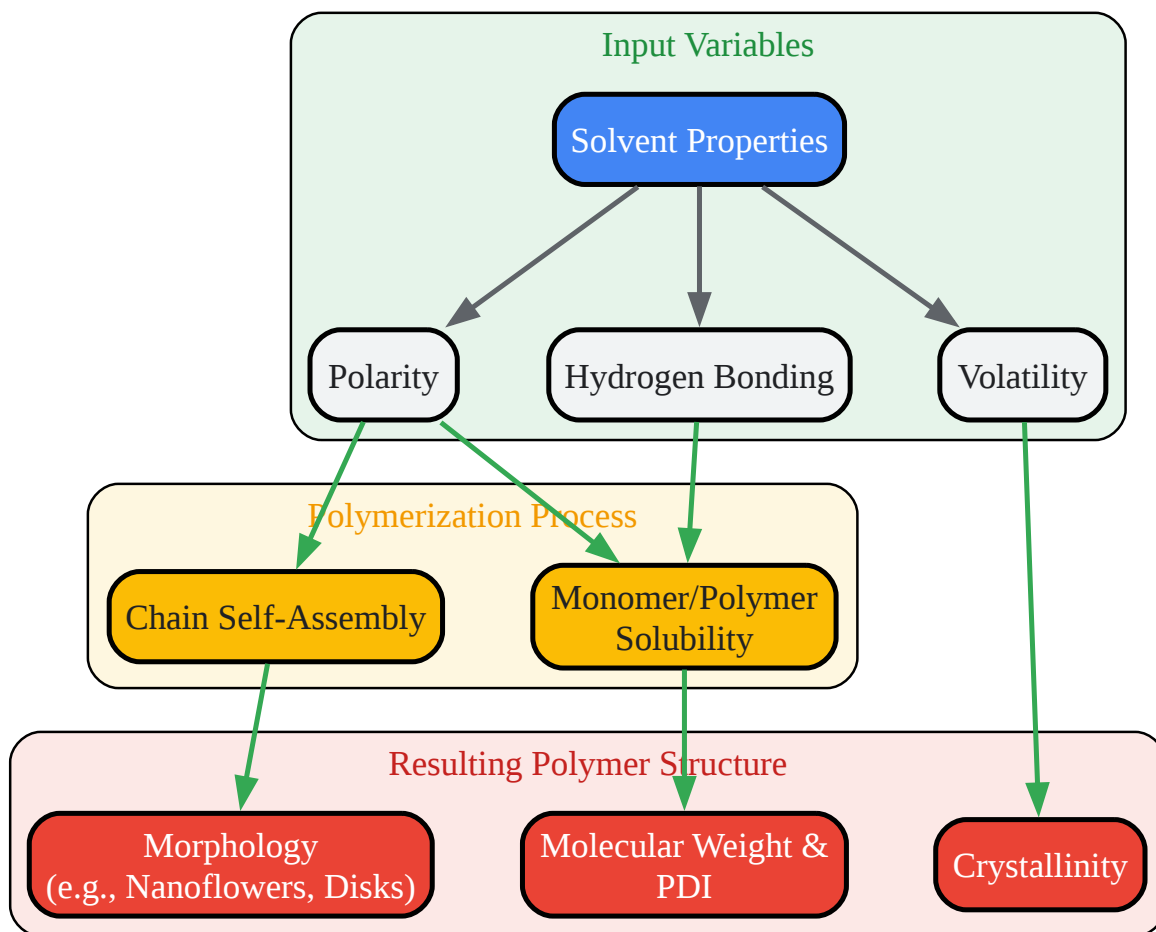 Input Variables
Solvent Properties
Polarity
Hydrogen Bonding
Volatility
Polymerization Process
Chain Self-Assembly
Monomer/Polymer
Solubility
Resulting Polymer Structure
Morphology
(e.g., Nanoflowers, Disks)
Molecular Weight &
PDI
Crystallinity